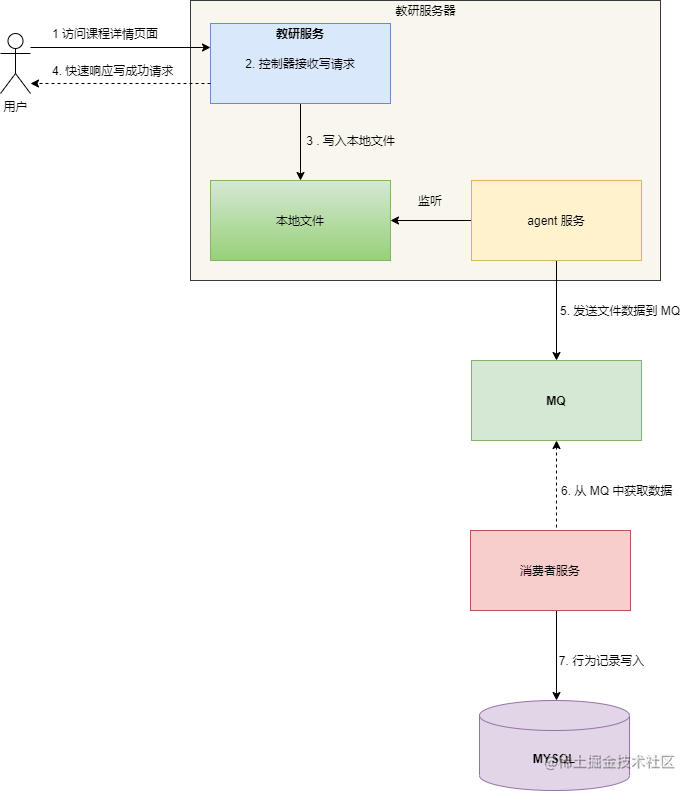 教研服务器
1 访问课程详情页面
教研服务
2. 控制器接收写请求
4. 快速响应写成功请求
用户
3 . 写入本地文件
监听
本地文件
agent 服务
5. 发送文件数据到 MQ
MQ
6. 从 MQ 中获取数据
消费者服务
7. 行为记录写入
MYSQL
@稀土掘金技术社区